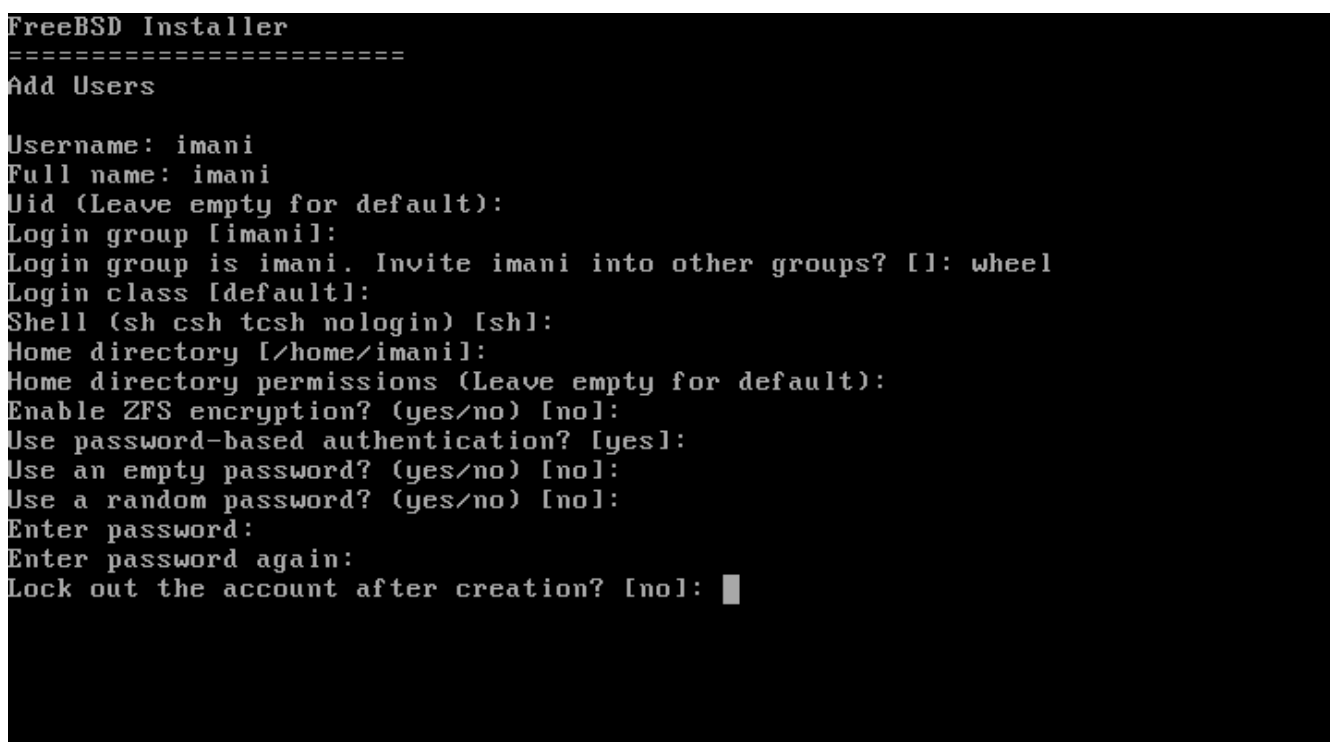 FreeBSD Installer
========================
Add Users
Username: imani
Full name: imani
Uid (Leave empty for default):
Login group [imani]:
Login group is imani. Invite imani into other groups? []: wheel
Login class [default]:
Shell (sh csh tcsh nologin) [sh]:
Home directory [/home/imani]:
Home directory permissions (Leave empty for default):
Enable ZFS encryption? (yes/no) [no]:
Use password-based authentication? [yes]:
Use an empty password? (yes/no) [no]:
Use a random password? (yes/no) [no]:
Enter password:
Enter password again:
Lock out the account after creation? [no]: